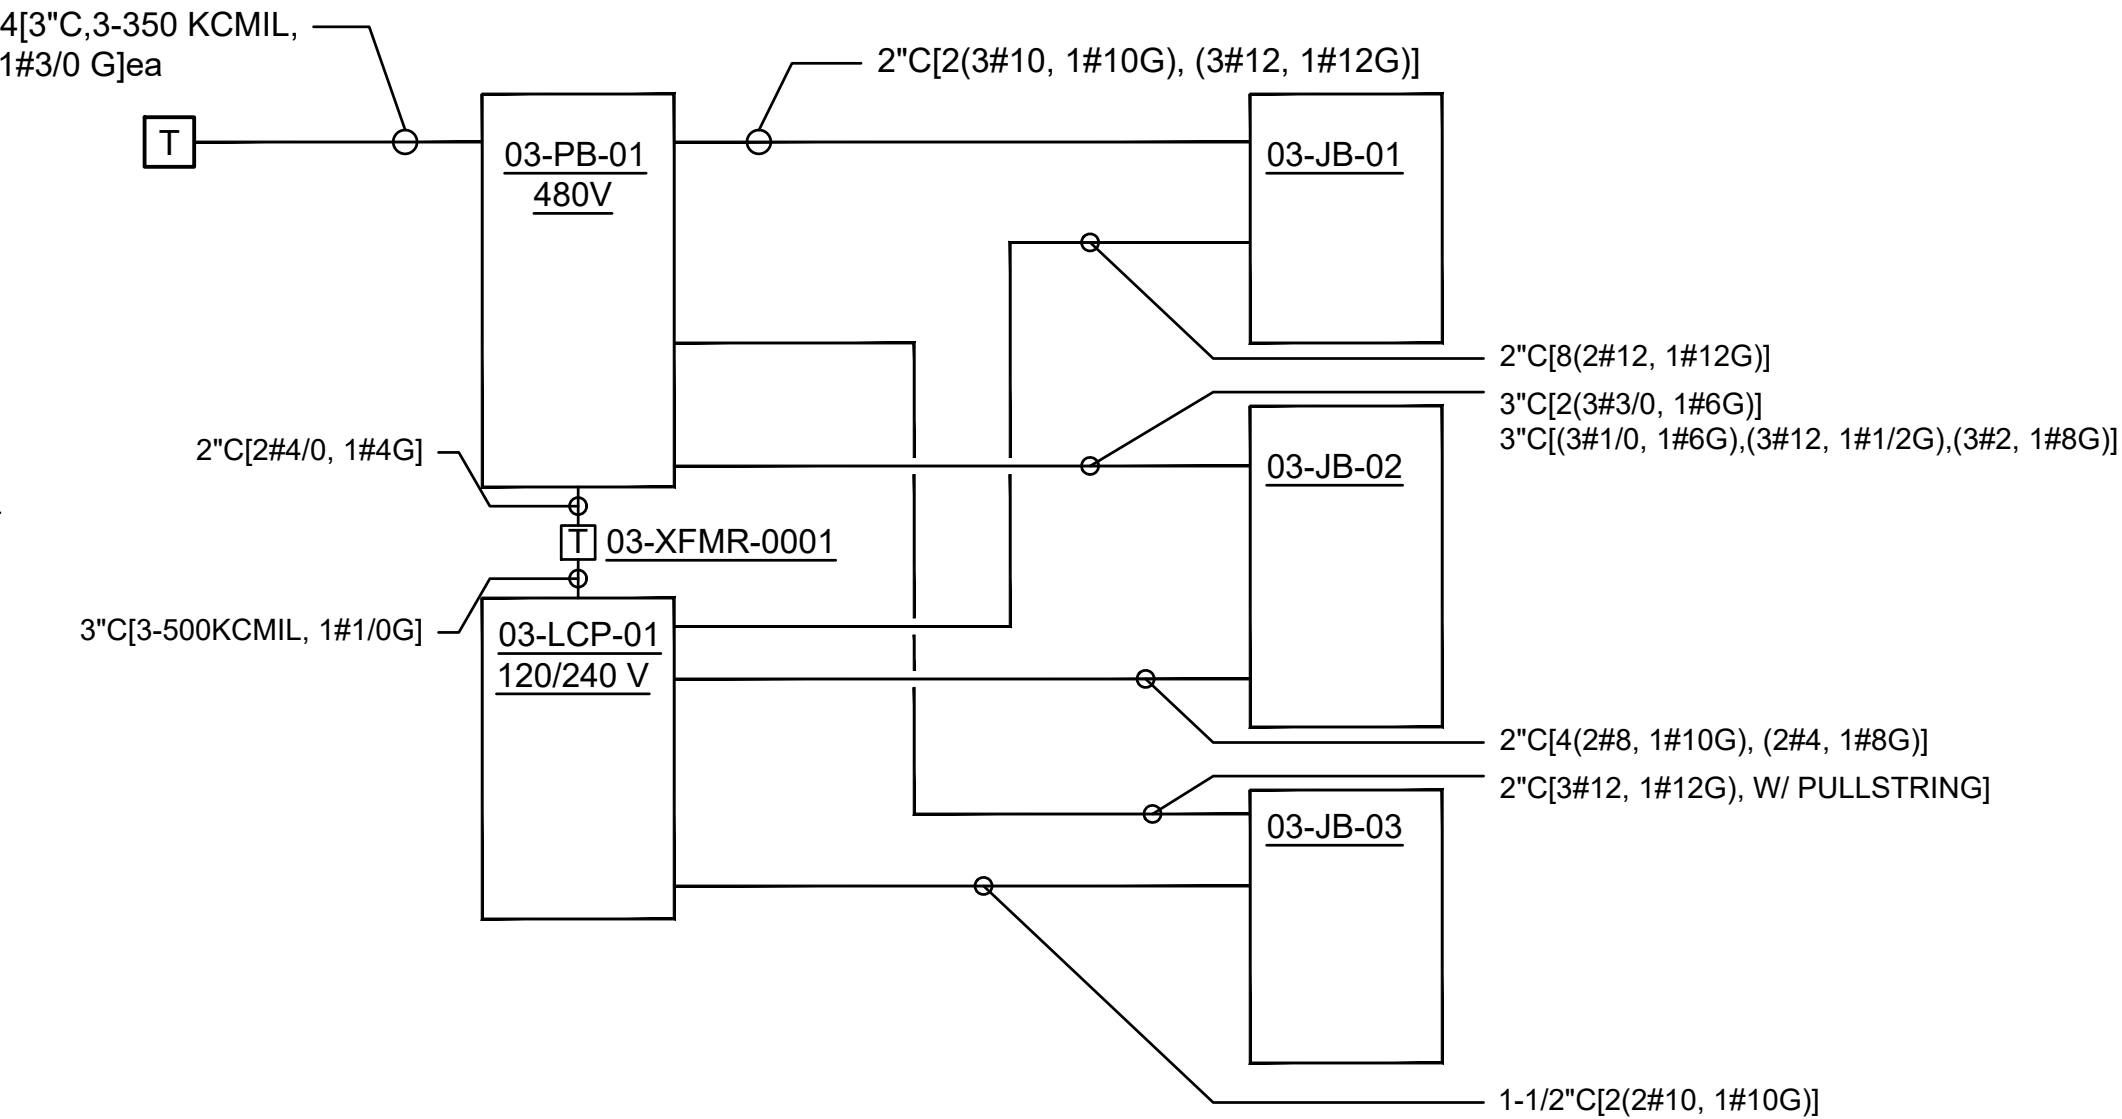 4[3"C,3-350 KCMIL,
1#3/0 G]ea
2"C[2(3#10, 1#10G), (3#12, 1#12G)]
T
03-PB-01
480V
03-JB-01
2"C[8(2#12, 1#12G)]
3"C[2(3#3/0, 1#6G)]
3"C[(3#1/0, 1#6G),(3#12, 1#1/2G),(3#2, 1#8G)]
2"C[2#4/0, 1#4G]
03-JB-02
T
03-XFMR-0001
3"C[3-500KCMIL, 1#1/0G]
03-LCP-01
120/240 V
2"C[4(2#8, 1#10G), (2#4, 1#8G)]
2"C[3#12, 1#12G), W/ PULLSTRING]
03-JB-03
1-1/2"C[2(2#10, 1#10G)]